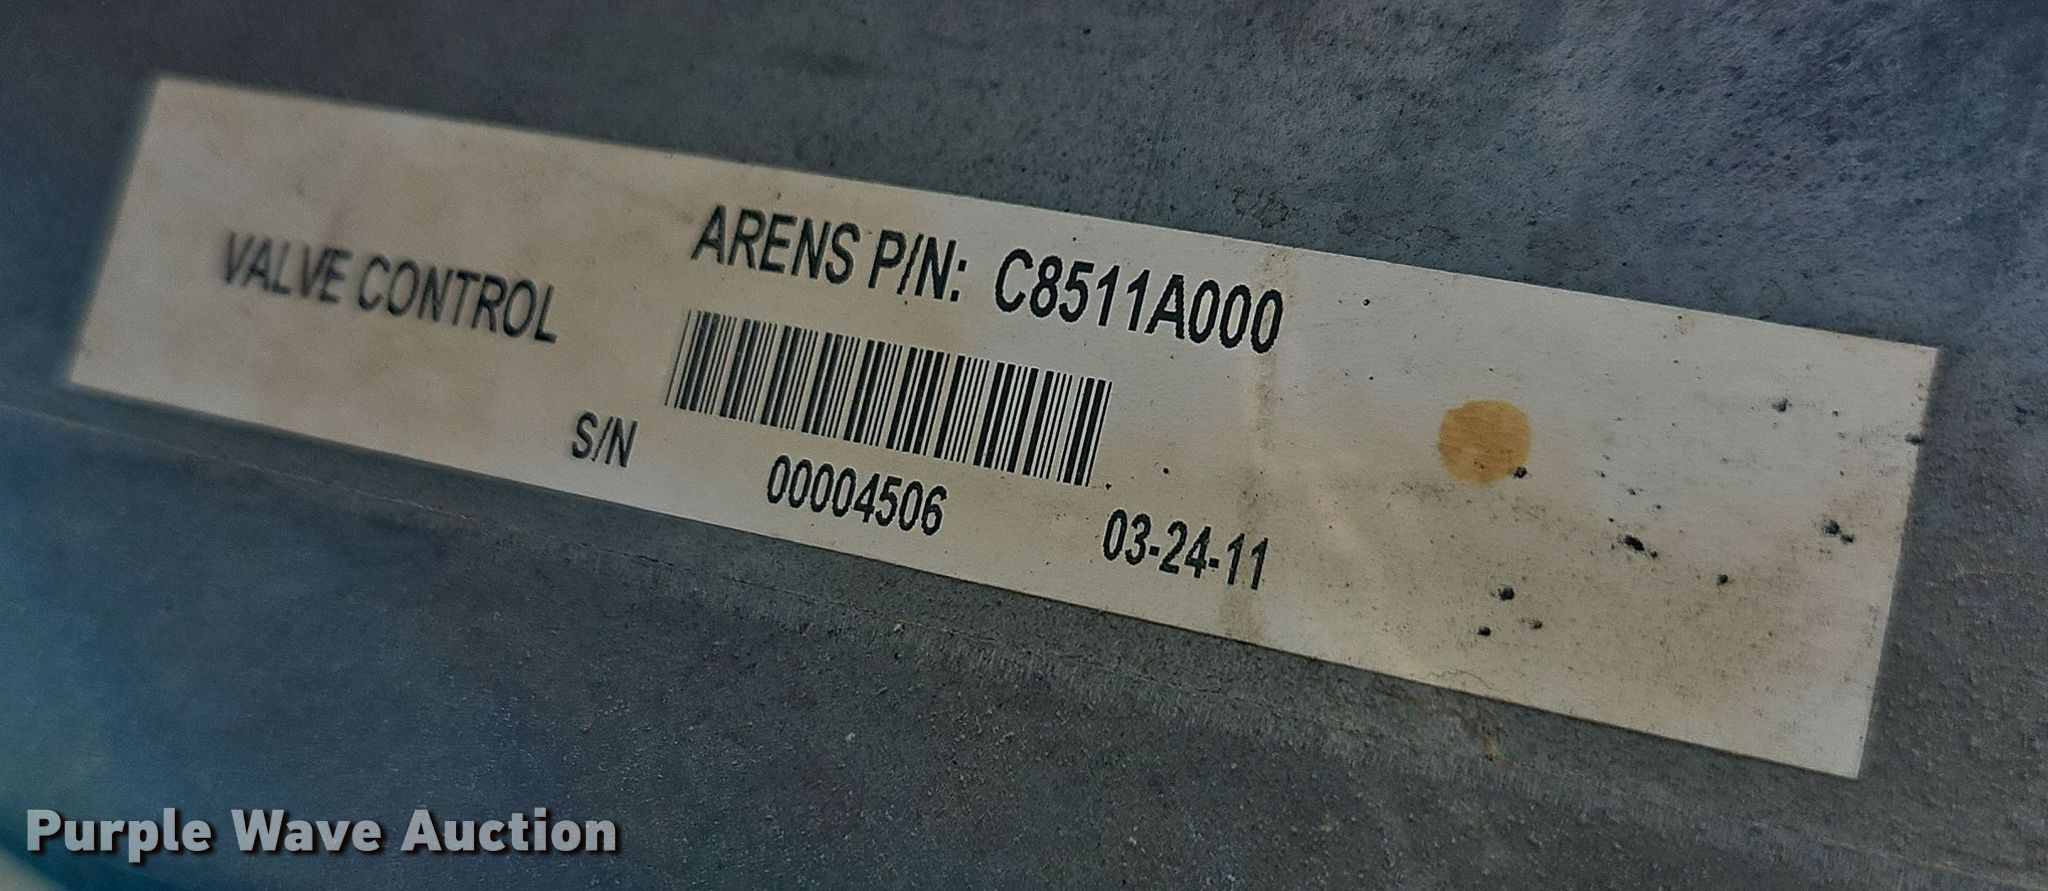 VALVE CONTROL
ARENS P/N: C8511A000
S/N
00004506
03-24-11
Purple Wave Auction